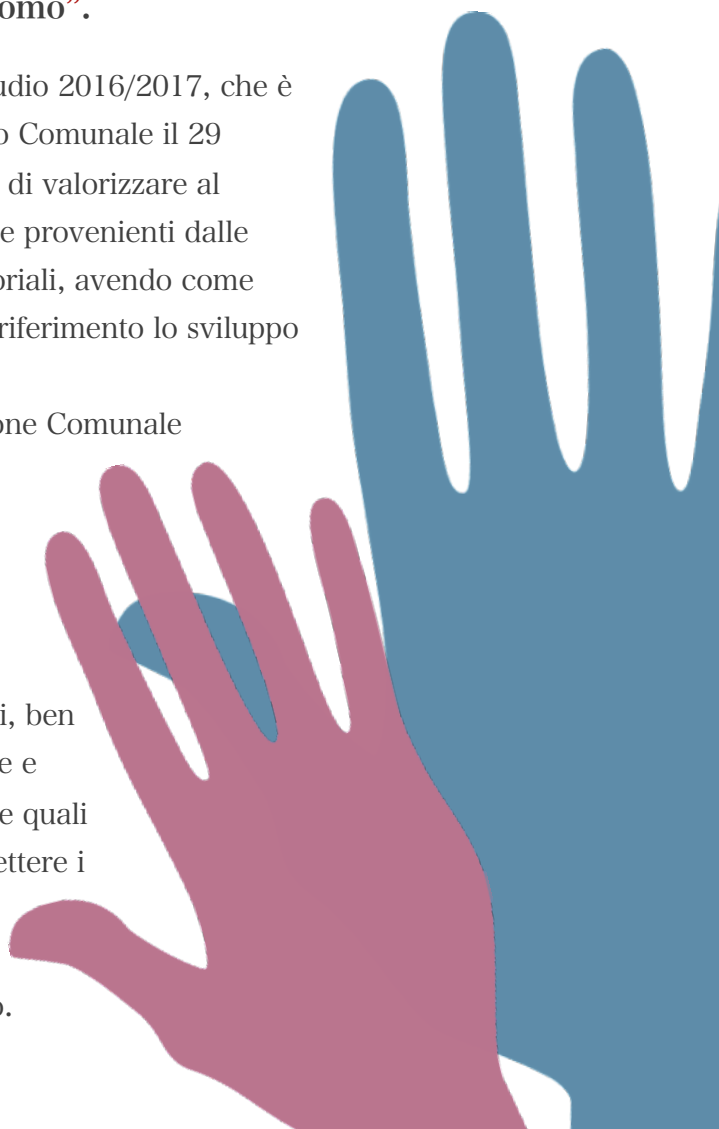 omo”.
udio 2016/2017, che è
o Comunale il 29
di valorizzare al
e provenienti dalle
oriali, avendo come
riferimento lo sviluppo
one Comunale
i, ben
e e
e quali
ettere i
o.